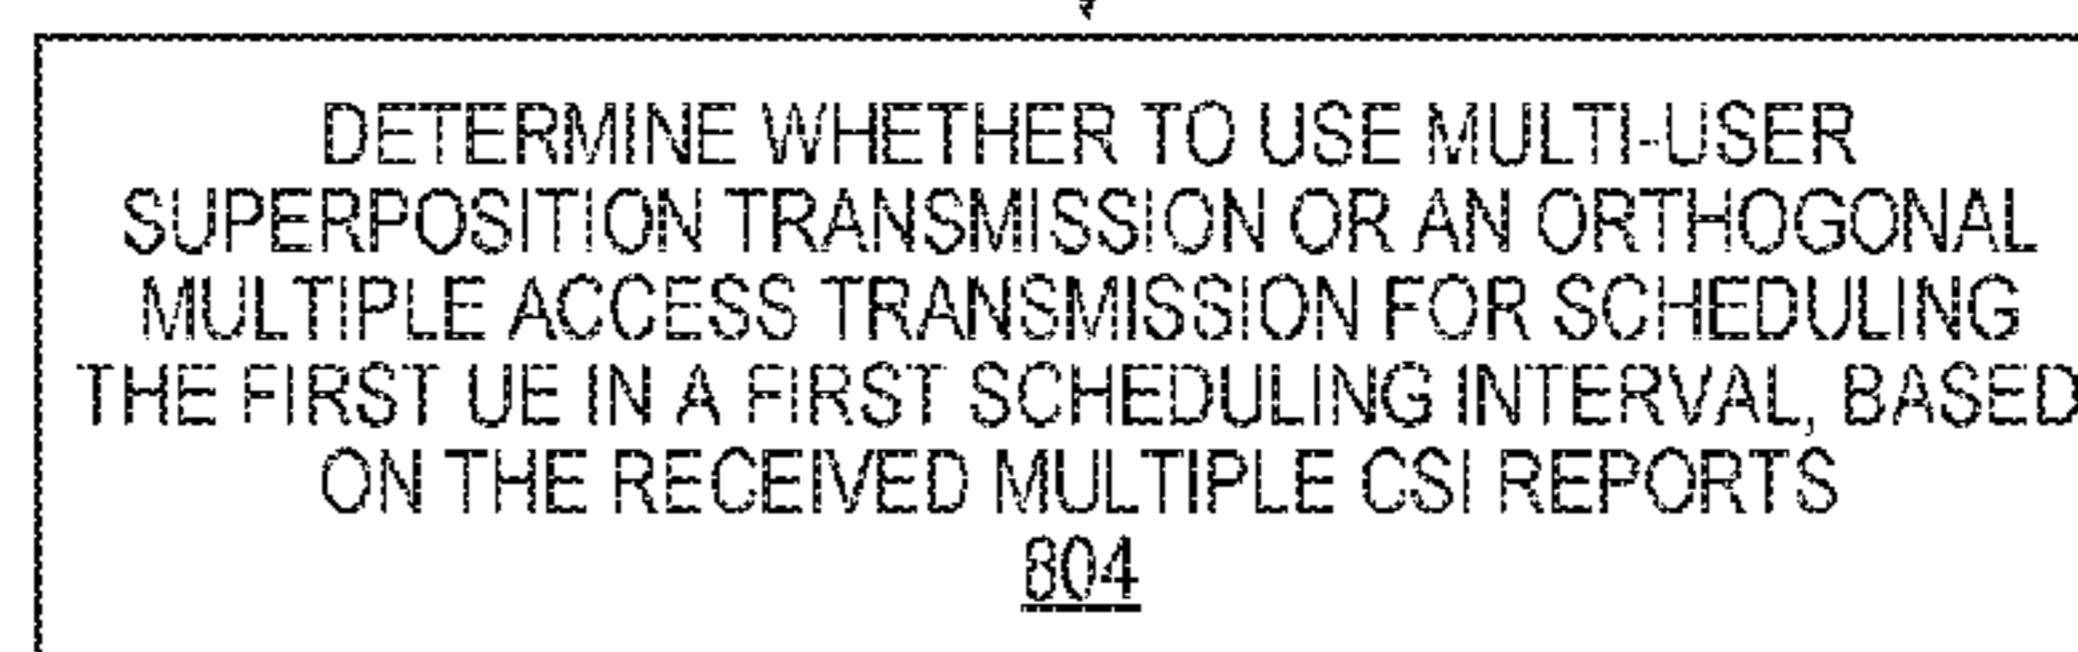 DETERMINE WHETHER TO USE MULTI-USER
SUPERPOSITION TRANSMISSION OR AN ORTHOGONAL
MULTIPLE ACCESS TRANSMISSION FOR SCHEDULING
THE FIRST UE IN A FIRST SCHEDULING INTERVAL, BASED
ON THE RECEIVED MULTIPLE CSI REPORTS
804